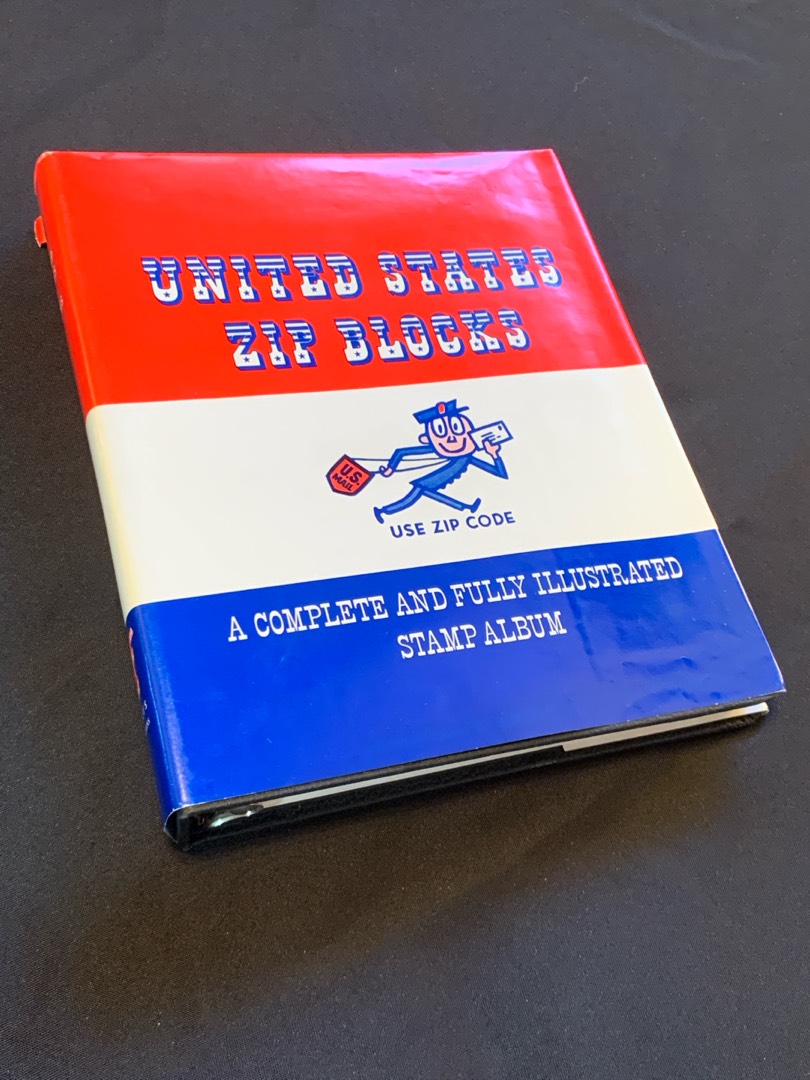 UNITED STATES
ZIP BLOCKS
U.S.
MAIL
USE ZIP CODE
A COMPLETE AND FULLY ILLUSTRATED
STAMP ALBUM